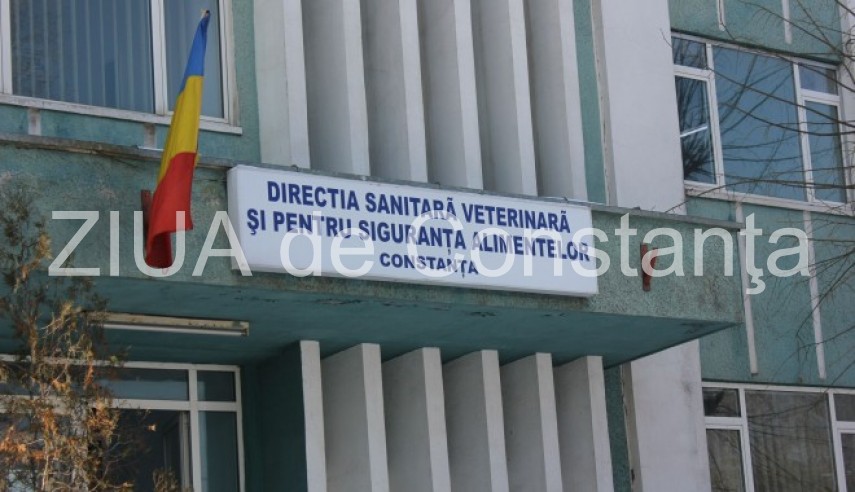 DIRECTIA SANITARĂ VETERINARĂ
ŞI PENTRU SIGURANTA ALIMENTELOR
CONSTANŢA
ZIUA de Constanţa